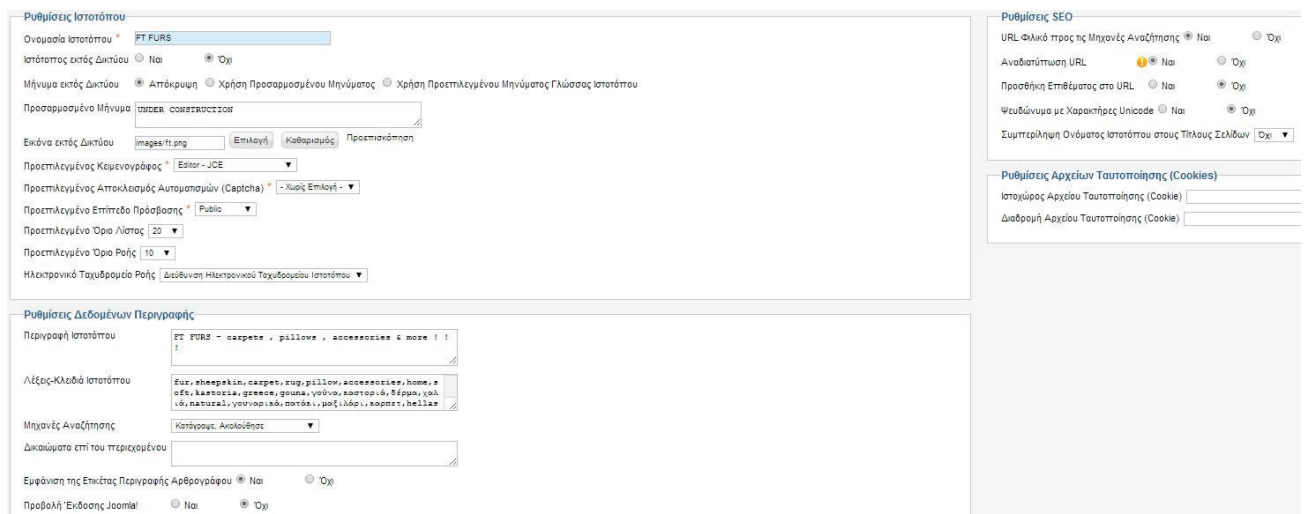 Ρυθμίσεις Ιστοτόπου
Ονομασία Ιστοτόπου * FT FURS
Ιστότοπος εκτός Δικτύου Ναι Όχι
Μήνυμα εκτός Δικτύου Απόκρυψη Χρήση Προσαρμοσμένου Μηνύματος Χρήση Προεπιλεγμένου Μηνύματος Γλώσσας Ιστοτόπου
Προσαρμοσμένο Μήνυμα UNDER CONSTRUCTION
Εικόνα εκτός Δικτύου images/ft.png Επιλογή Καθαρισμός Προεπισκόπηση
Προεπιλεγμένος Κειμενογράφος * Editor - JCE
Προεπιλεγμένος Αποκλεισμός Αυτοματισμών (Captcha) * - Χωρίς Επιλογή -
Προεπιλεγμένο Επίπεδο Πρόσβασης * Public
Προεπιλεγμένο Όριο Λίστας 20
Προεπιλεγμένο Όριο Ροής 10
Ηλεκτρονικό Ταχυδρομείο Ροής Διεύθυνση Ηλεκτρονικού Ταχυδρομείου Ιστοτόπου
Ρυθμίσεις Δεδομένων Περιγραφής
Περιγραφή Ιστοτόπου FT FURS - carpets , pillows , accessories & more ! !
!
Λέξεις-Κλειδιά Ιστοτόπου fur,sheepskin,carpet,rug,pillow,accessories,home,s
oft,kastoria,greece,gouna,γούνα,καστοριά,δέρμα,χαλ
ιά,natural,γουναρικά,πατάκι,μαξιλάρι,καρπετ,hellas
Μηχανές Αναζήτησης Κατάγραψε, Ακολούθησε
Δικαιώματα επί του περιεχομένου
Εμφάνιση της Ετικέτας Περιγραφής Αρθρογράφου Ναι Όχι
Προβολή Έκδοσης Joomla! Ναι Όχι
Ρυθμίσεις SEO
URL Φιλικό προς τις Μηχανές Αναζήτησης Ναι Όχι
Αναδιατύπωση URL Ναι Όχι
Προσθήκη Επιθέματος στο URL Ναι Όχι
Ψευδώνυμα με Χαρακτήρες Unicode Ναι Όχι
Συμπερίληψη Ονόματος Ιστοτόπου στους Τίτλους Σελίδων Όχι
Ρυθμίσεις Αρχείων Ταυτοποίησης (Cookies)
Ιστοχώρος Αρχείου Ταυτοποίησης (Cookie)
Διαδρομή Αρχείου Ταυτοποίησης (Cookie)